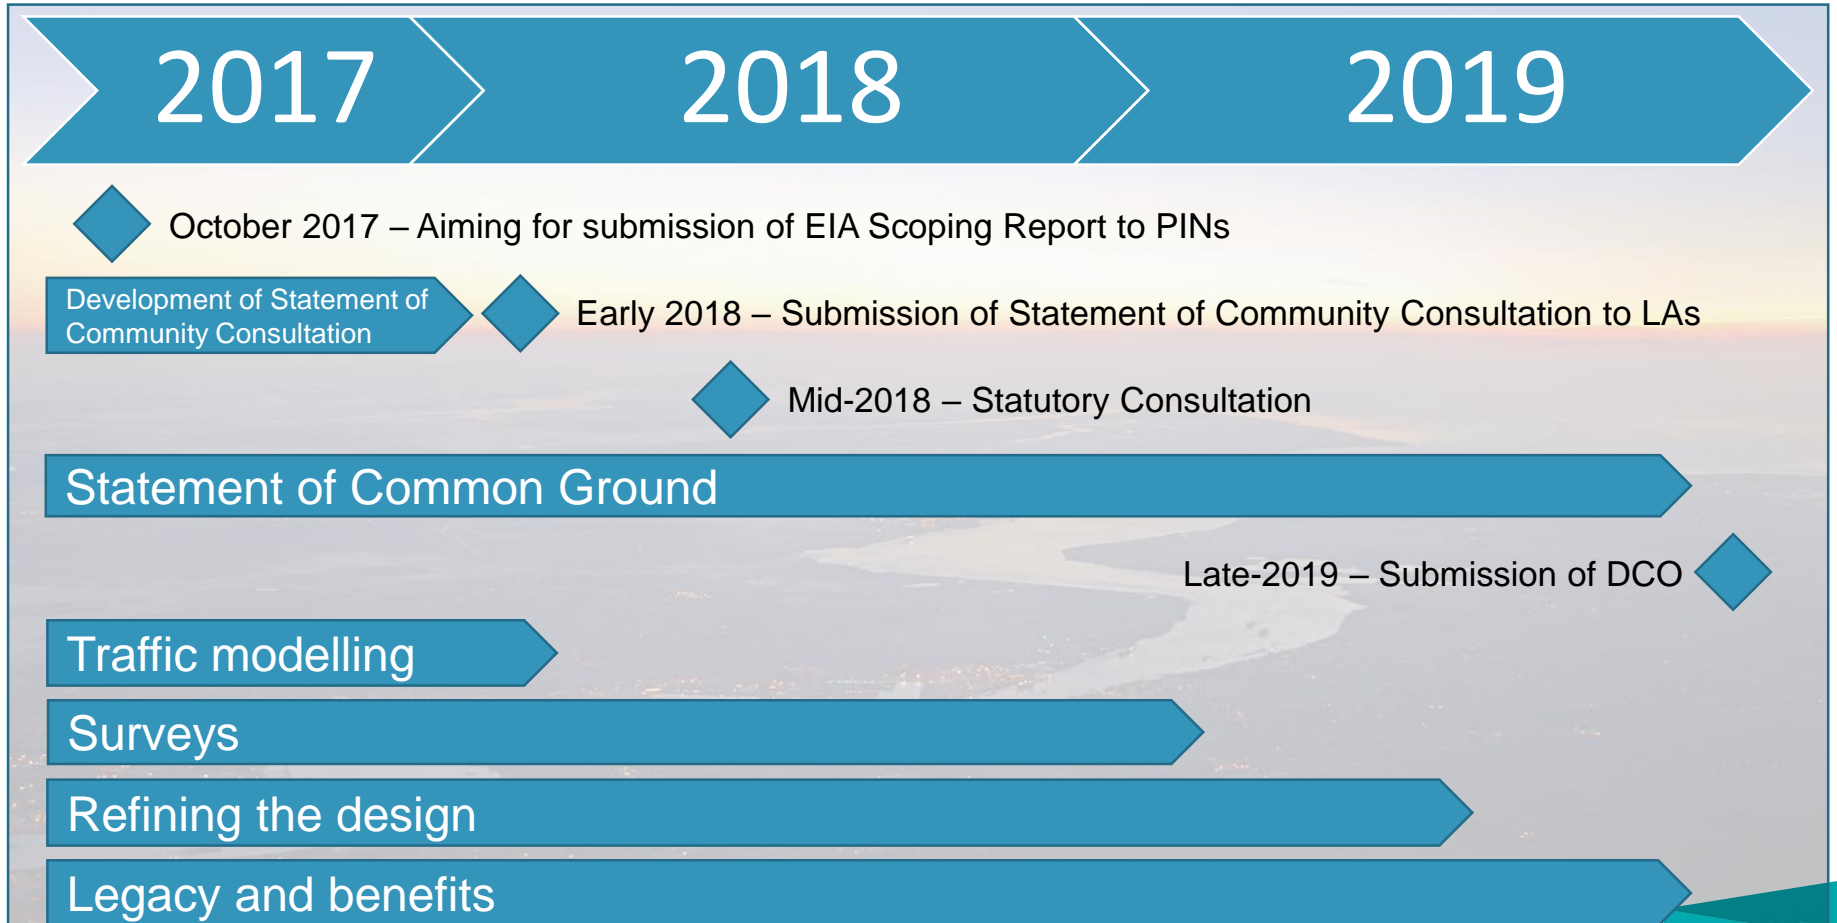 2017 2018 2019
October 2017 – Aiming for submission of EIA Scoping Report to PINs
Development of Statement of
Community Consultation
Early 2018 – Submission of Statement of Community Consultation to LAs
Mid-2018 – Statutory Consultation
Statement of Common Ground
Late-2019 – Submission of DCO
Traffic modelling
Surveys
Refining the design
Legacy and benefits